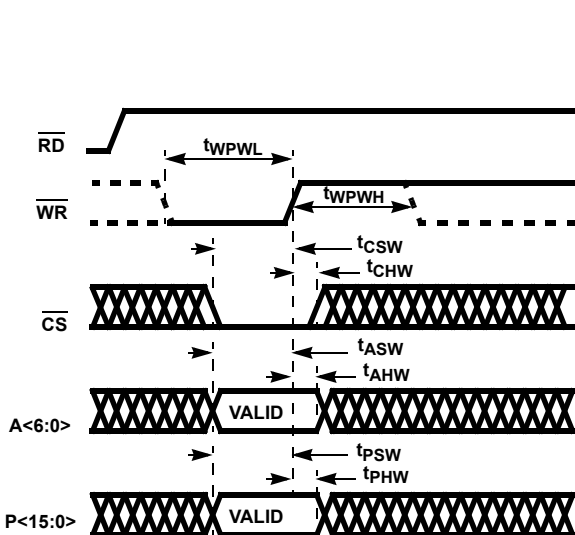 RD
tWPWL
WR
tWPWH
tCSW
tCHW
CS
tASW
tAHW
A<6:0>
VALID
tPSW
tPHW
P<15:0>
VALID